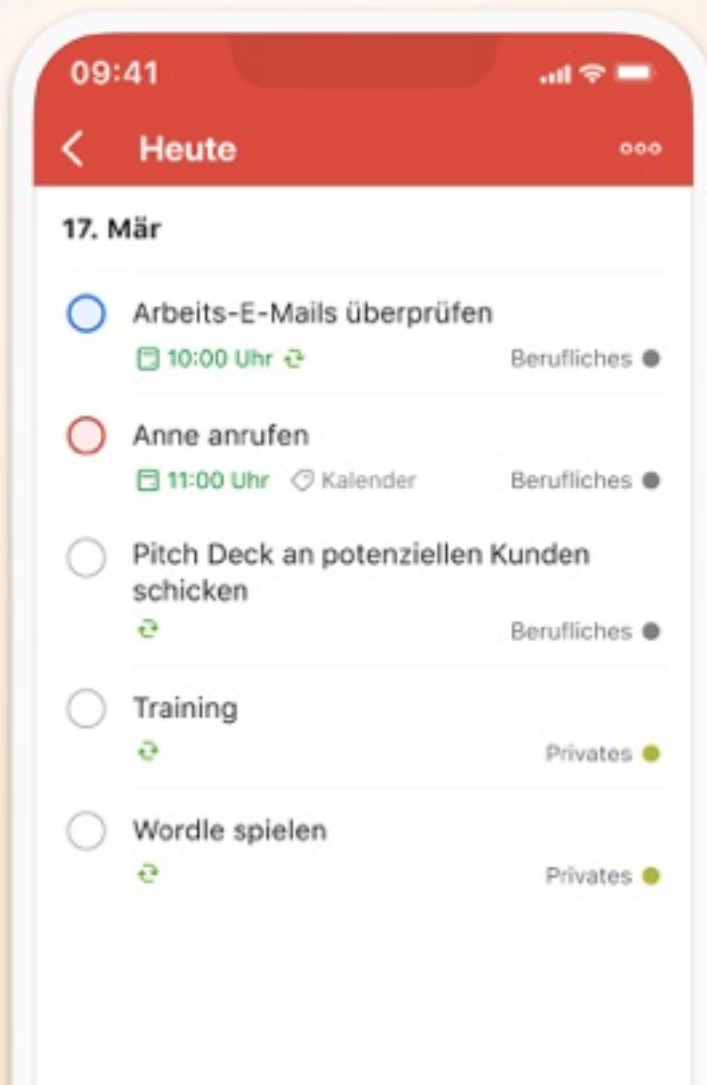 09:41
Heute
17. Mär
Arbeits-E-Mails überprüfen
10:00 Uhr Berufliches
Anne anrufen
11:00 Uhr Kalender Berufliches
Pitch Deck an potenziellen Kunden
schicken
Berufliches
Training
Privates
Wordle spielen
Privates